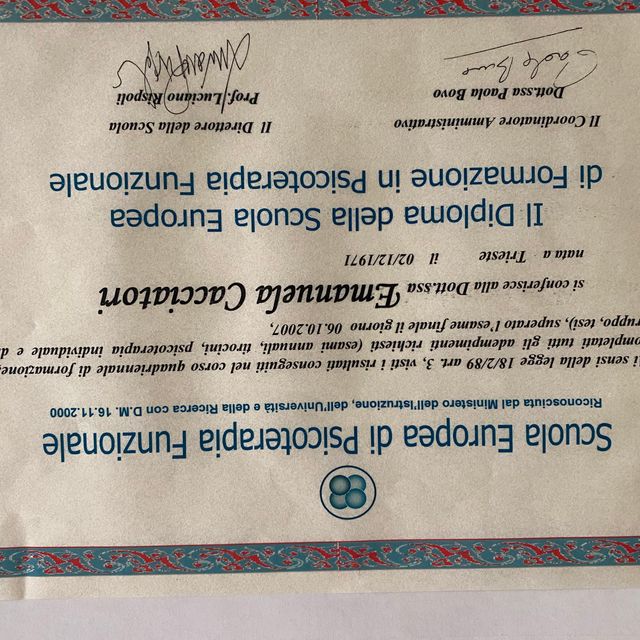 Scuola Europea di Psicoterapia Funzionale
Riconosciuta dal Ministero dell'Istruzione, dell'Università e della Ricerca con D.M. 16.11.2000
sensi della legge 18/2/89 art. 3, visti i risultati conseguiti nel corso quadriennale di formazione,
completati tutti gli adempimenti richiesti (esami annuali, tirocini, psicoterapia individuale e
gruppo, tesi), superato l'esame finale il giorno 06.10.2007,
si conferisce alla Dott.ssa Emanuela Cacciatori
nata a Trieste il 02/12/1971
Il Diploma della Scuola Europea
di Formazione in Psicoterapia Funzionale
Il Coordinatore Amministrativo Il Direttore della Scuola
Dott.ssa Paola Bovo Prof. Luciano Rispoli
Paola Bovo